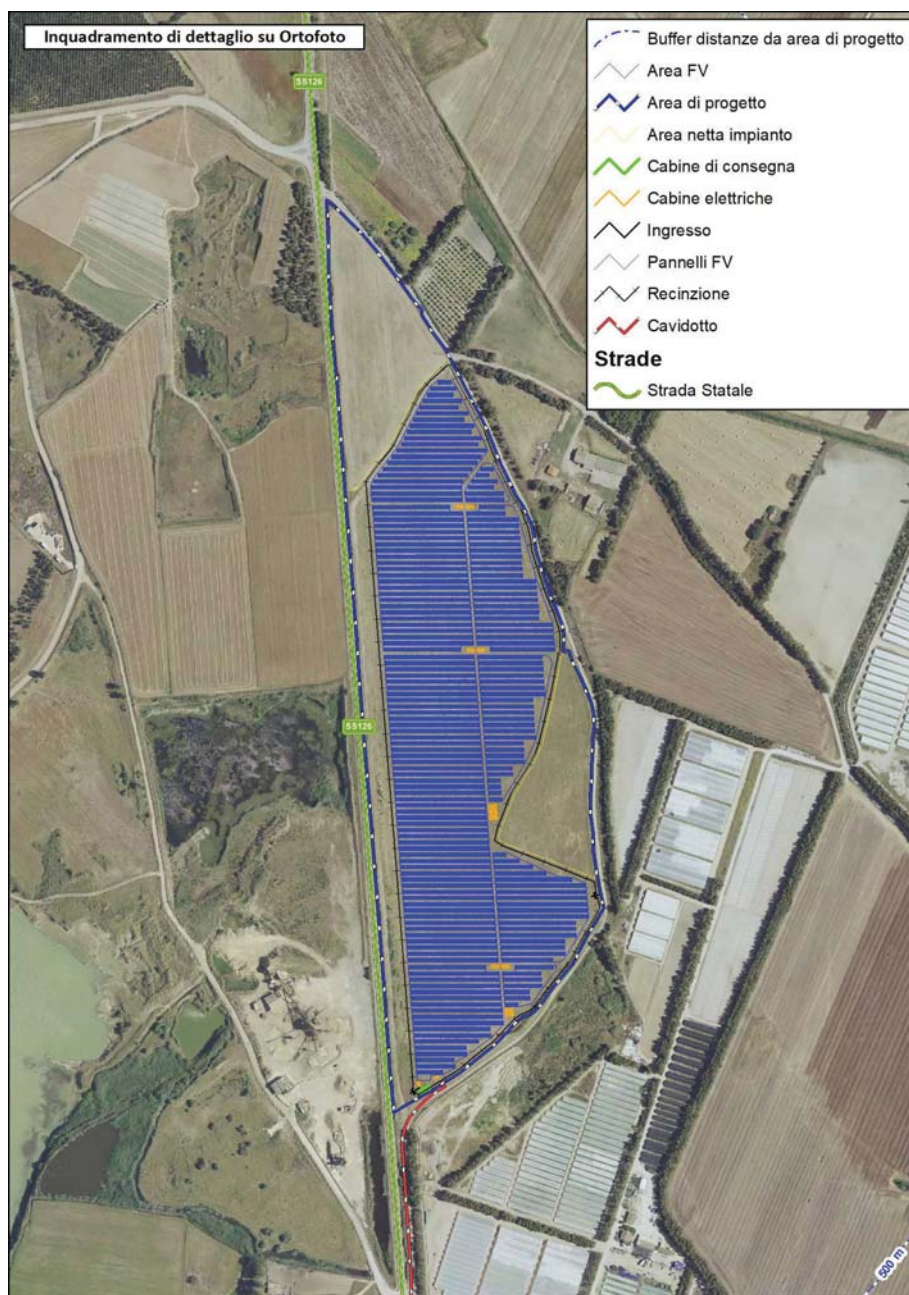 Inquadramento di dettaglio su Ortofoto
Buffer distanze da area di progetto
Area FV
Area di progetto
Area netta impianto
Cabine di consegna
Cabine elettriche
Ingresso
Pannelli FV
Recinzione
Cavidotto
Strade
Strada Statale
SS126
SS126
500 m